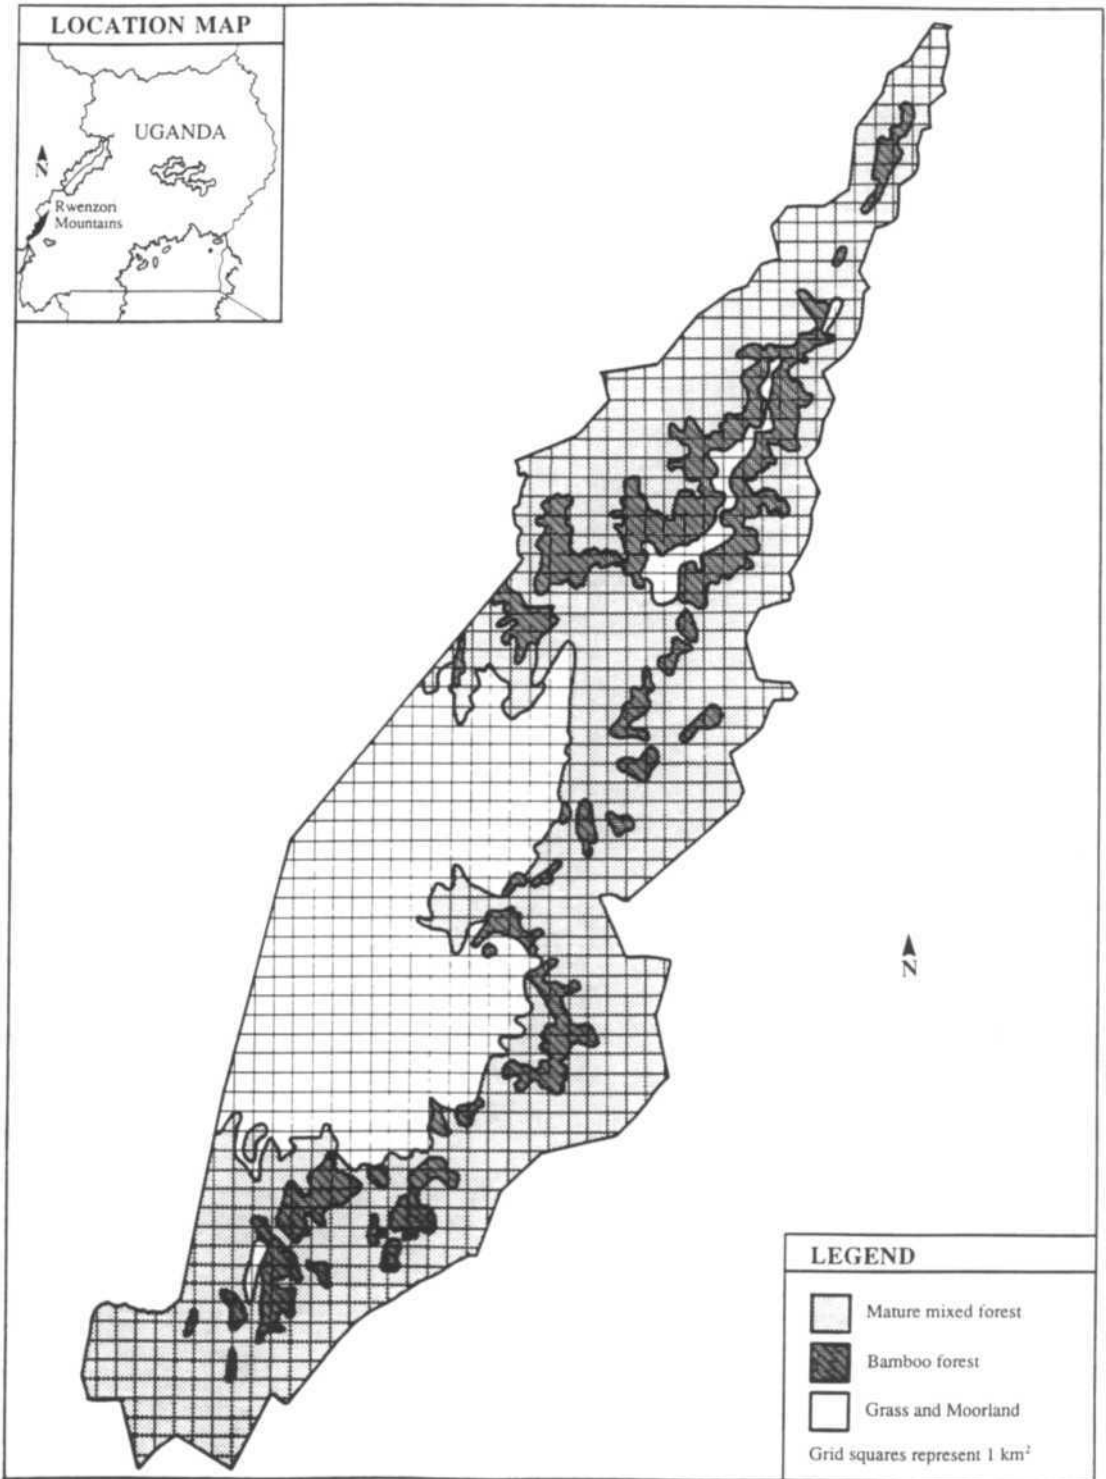 LOCATION MAP
UGANDA
N
Rwenzori
Mountains
N
LEGEND
Mature mixed forest
Bamboo forest
Grass and Moorland
Grid squares represent 1 km²